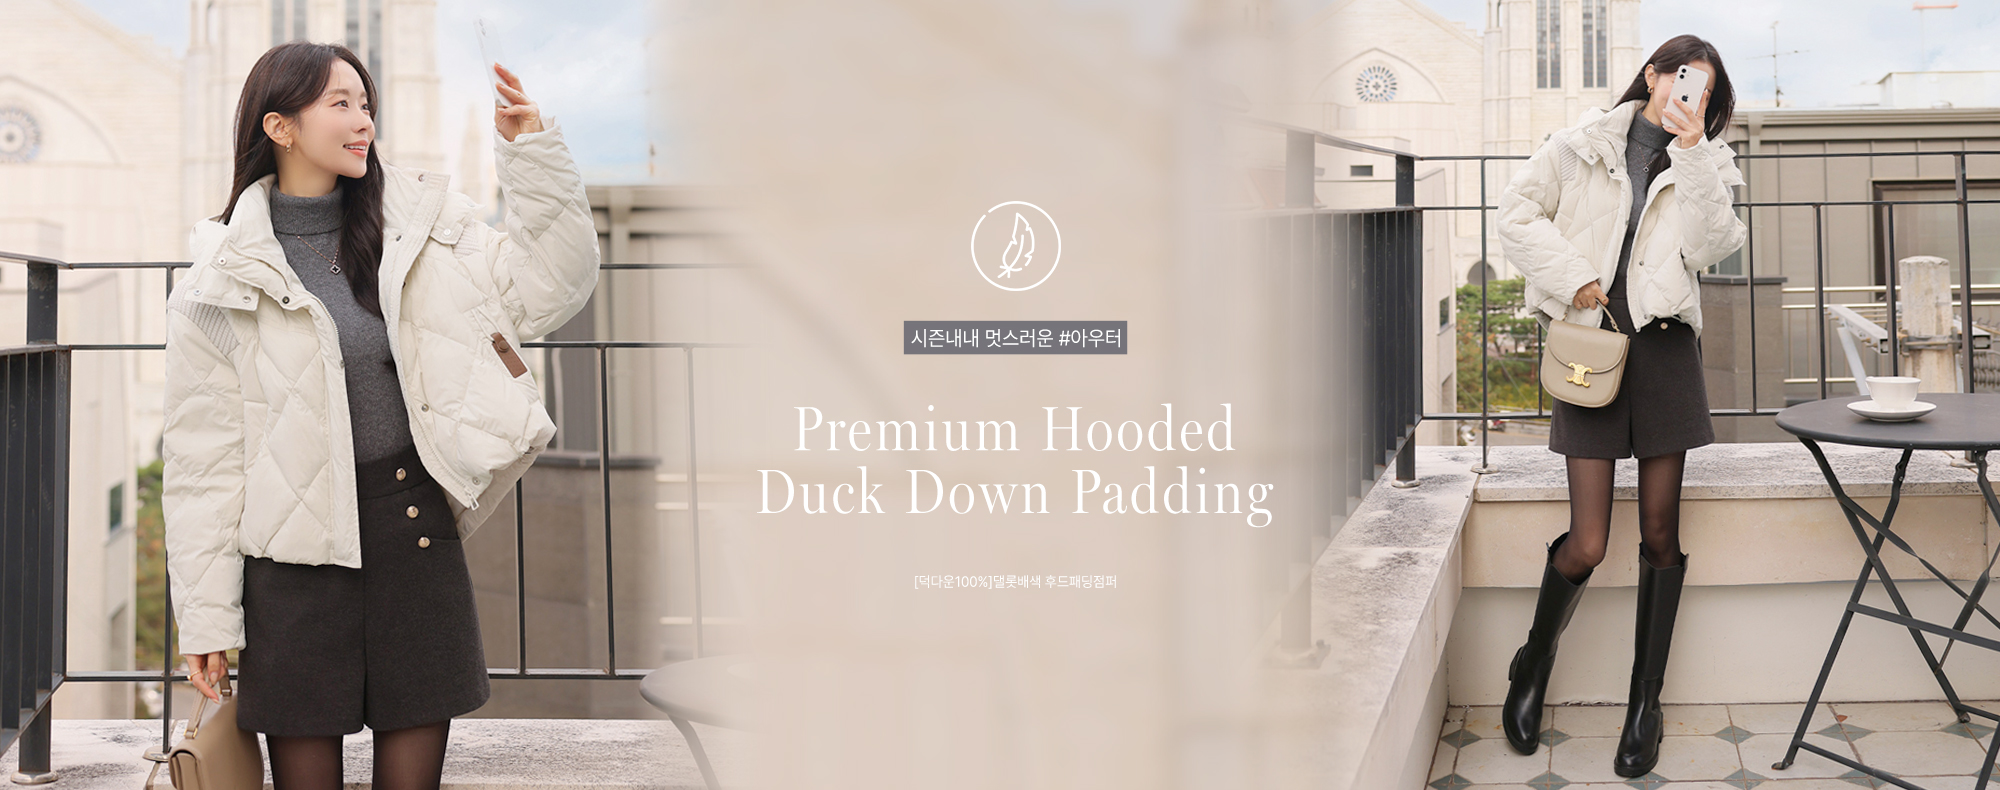 시즌내내 멋스러운 #아우터
Premium Hooded
Duck Down Padding
[덕다운100%]댈롯배색 후드패딩점퍼